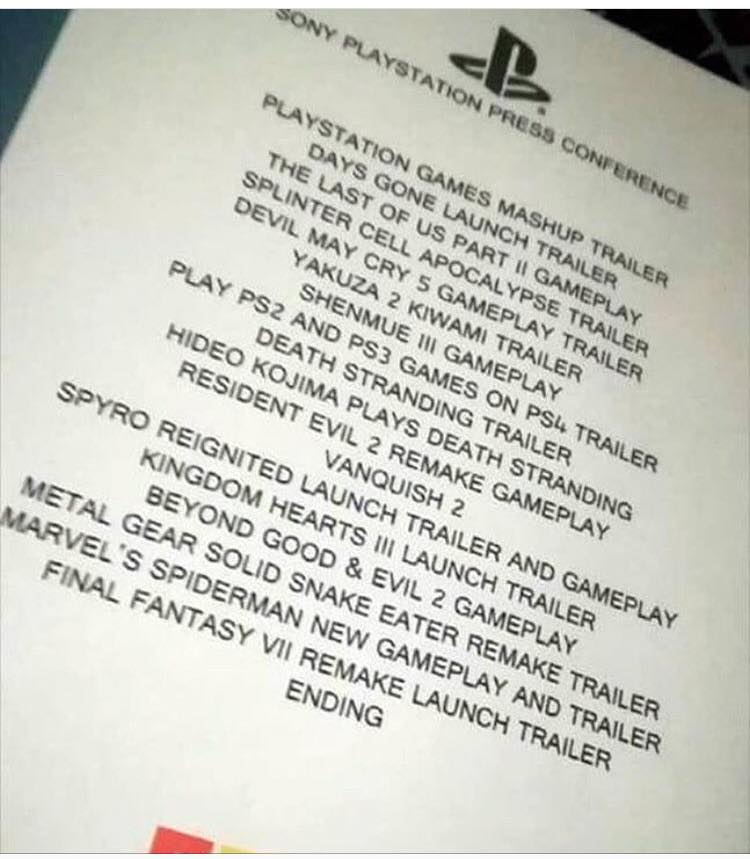 SONY PLAYSTATION PRESS CONFERENCE
PLAYSTATION GAMES MASHUP TRAILER
DAYS GONE LAUNCH TRAILER
THE LAST OF US PART II GAMEPLAY
SPLINTER CELL APOCALYPSE TRAILER
DEVIL MAY CRY 5 GAMEPLAY TRAILER
YAKUZA 2 KIWAMI TRAILER
SHENMUE III GAMEPLAY
PLAY PS2 AND PS3 GAMES ON PS4 TRAILER
DEATH STRANDING TRAILER
HIDEO KOJIMA PLAYS DEATH STRANDING
RESIDENT EVIL 2 REMAKE GAMEPLAY
VANQUISH 2
SPYRO REIGNITED LAUNCH TRAILER AND GAMEPLAY
KINGDOM HEARTS III LAUNCH TRAILER
BEYOND GOOD & EVIL 2 GAMEPLAY
METAL GEAR SOLID SNAKE EATER REMAKE TRAILER
MARVEL'S SPIDERMAN NEW GAMEPLAY AND TRAILER
FINAL FANTASY VII REMAKE LAUNCH TRAILER
ENDING